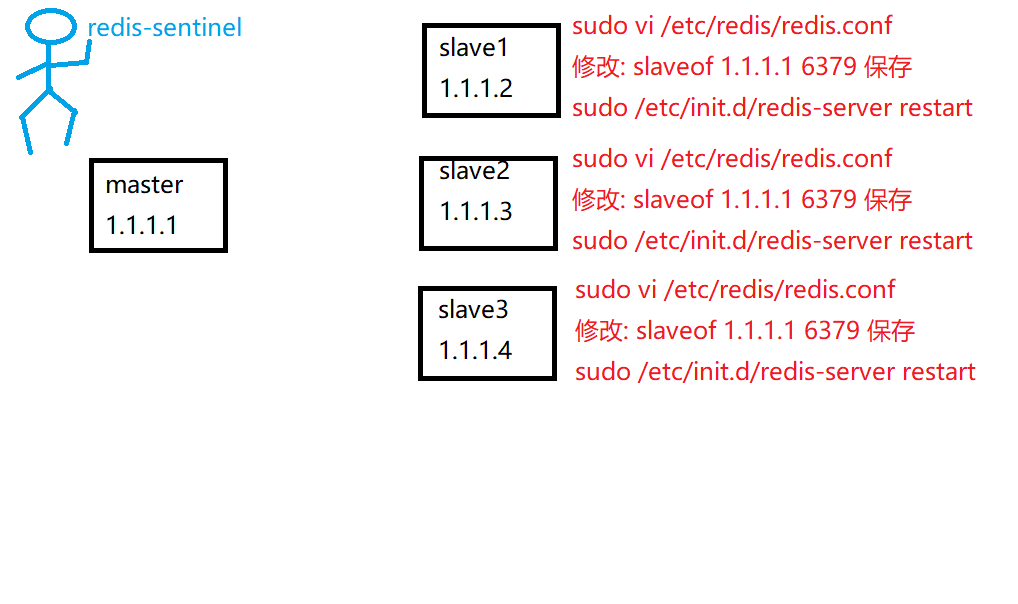 redis-sentinel
master
1.1.1.1
slave1
1.1.1.2
sudo vi /etc/redis/redis.conf
修改: slaveof 1.1.1.1 6379 保存
sudo /etc/init.d/redis-server restart
slave2
1.1.1.3
sudo vi /etc/redis/redis.conf
修改: slaveof 1.1.1.1 6379 保存
sudo /etc/init.d/redis-server restart
slave3
1.1.1.4
sudo vi /etc/redis/redis.conf
修改: slaveof 1.1.1.1 6379 保存
sudo /etc/init.d/redis-server restart